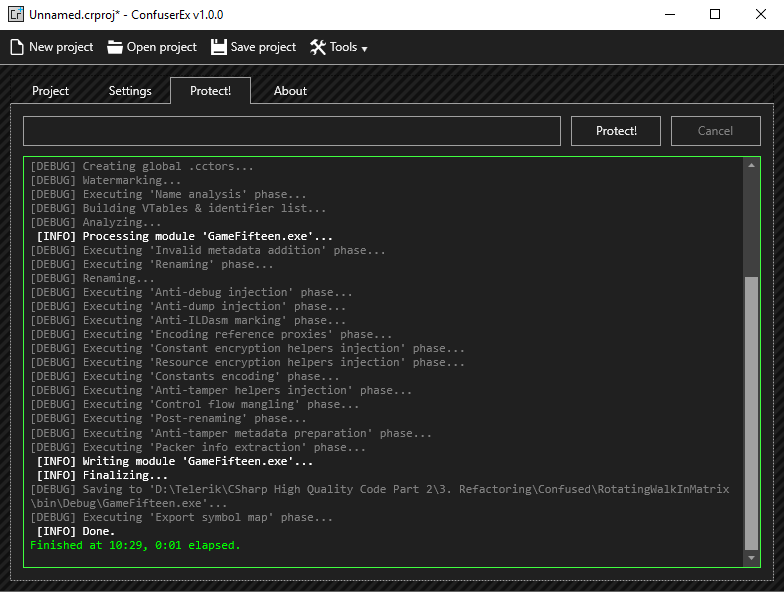 Unnamed.crproj* - ConfuserEx v1.0.0
New project Open project Save project Tools
Project Settings Protect! About
Protect! Cancel
[DEBUG] Creating global .cctors...
[DEBUG] Watermarking...
[DEBUG] Executing 'Name analysis' phase...
[DEBUG] Building VTables & identifier list...
[DEBUG] Analyzing...
[INFO] Processing module 'GameFifteen.exe'...
[DEBUG] Executing 'Invalid metadata addition' phase...
[DEBUG] Executing 'Renaming' phase...
[DEBUG] Renaming...
[DEBUG] Executing 'Anti-debug injection' phase...
[DEBUG] Executing 'Anti-dump injection' phase...
[DEBUG] Executing 'Anti-ILDasm marking' phase...
[DEBUG] Executing 'Encoding reference proxies' phase...
[DEBUG] Executing 'Constant encryption helpers injection' phase...
[DEBUG] Executing 'Resource encryption helpers injection' phase...
[DEBUG] Executing 'Constants encoding' phase...
[DEBUG] Executing 'Anti-tamper helpers injection' phase...
[DEBUG] Executing 'Control flow mangling' phase...
[DEBUG] Executing 'Post-renaming' phase...
[DEBUG] Executing 'Anti-tamper metadata preparation' phase...
[DEBUG] Executing 'Packer info extraction' phase...
[INFO] Writing module 'GameFifteen.exe'...
[INFO] Finalizing...
[DEBUG] Saving to 'D:\Telerik\CSharp High Quality Code Part 2\3. Refactoring\Confused\RotatingWalkInMatrix
\bin\Debug\GameFifteen.exe'...
[DEBUG] Executing 'Export symbol map' phase...
[INFO] Done.
Finished at 10:29, 0:01 elapsed.